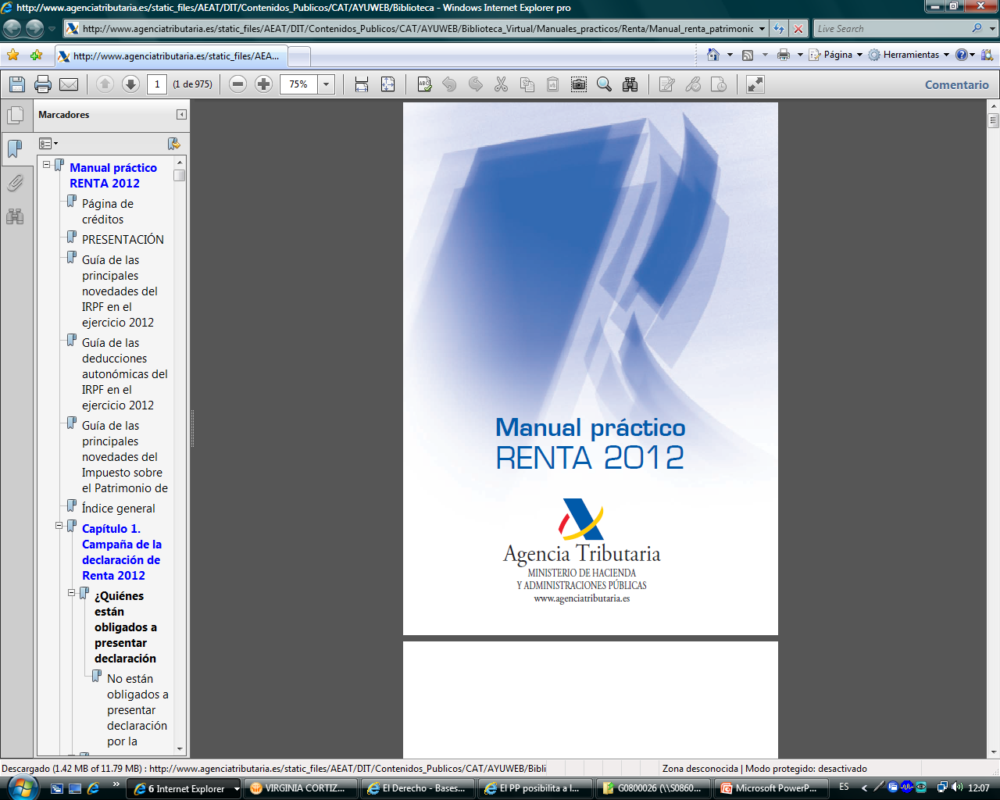 http://www.agenciatributaria.es/static_files/AEAT/DIT/Contenidos_Publicos/CAT/AYUWEB/Biblioteca - Windows Internet Explorer pro
http://www.agenciatributaria.es/static_files/AEAT/DIT/Contenidos_Publicos/CAT/AYUWEB/Biblioteca_Virtual/Manuales_practicos/Renta/Manual_renta_patrimonic
Live Search
http://www.agenciatributaria.es/static_files/AEA...
Página
Herramientas
1
(1 de 975)
75%
Comentario
Marcadores
Manual práctico
RENTA 2012
Página de
créditos
PRESENTACIÓN
Guía de las
principales
novedades del
IRPF en el
ejercicio 2012
Guía de las
deducciones
autonómicas del
IRPF en el
ejercicio 2012
Guía de las
principales
novedades del
Impuesto sobre
el Patrimonio de
Índice general
Capítulo 1.
Campaña de la
declaración de
Renta 2012
¿Quiénes
están
obligados a
presentar
declaración
No están
obligados a
presentar
declaración
por la
Manual práctico
RENTA 2012
Agencia Tributaria
MINISTERIO DE HACIENDA
Y ADMINISTRACIONES PÚBLICAS
www.agenciatributaria.es
Descargado (1.42 MB of 11.79 MB) : http://www.agenciatributaria.es/static_files/AEAT/DIT/Contenidos_Publicos/CAT/AYUWEB/Bibli
Zona desconocida | Modo protegido: desactivado
6 Internet Explorer
VIRGINIA CORTIZ...
El Derecho - Bases...
El PP posibilita a l...
G0800026 (\\S0860...
Microsoft PowerP...
ES
12:07